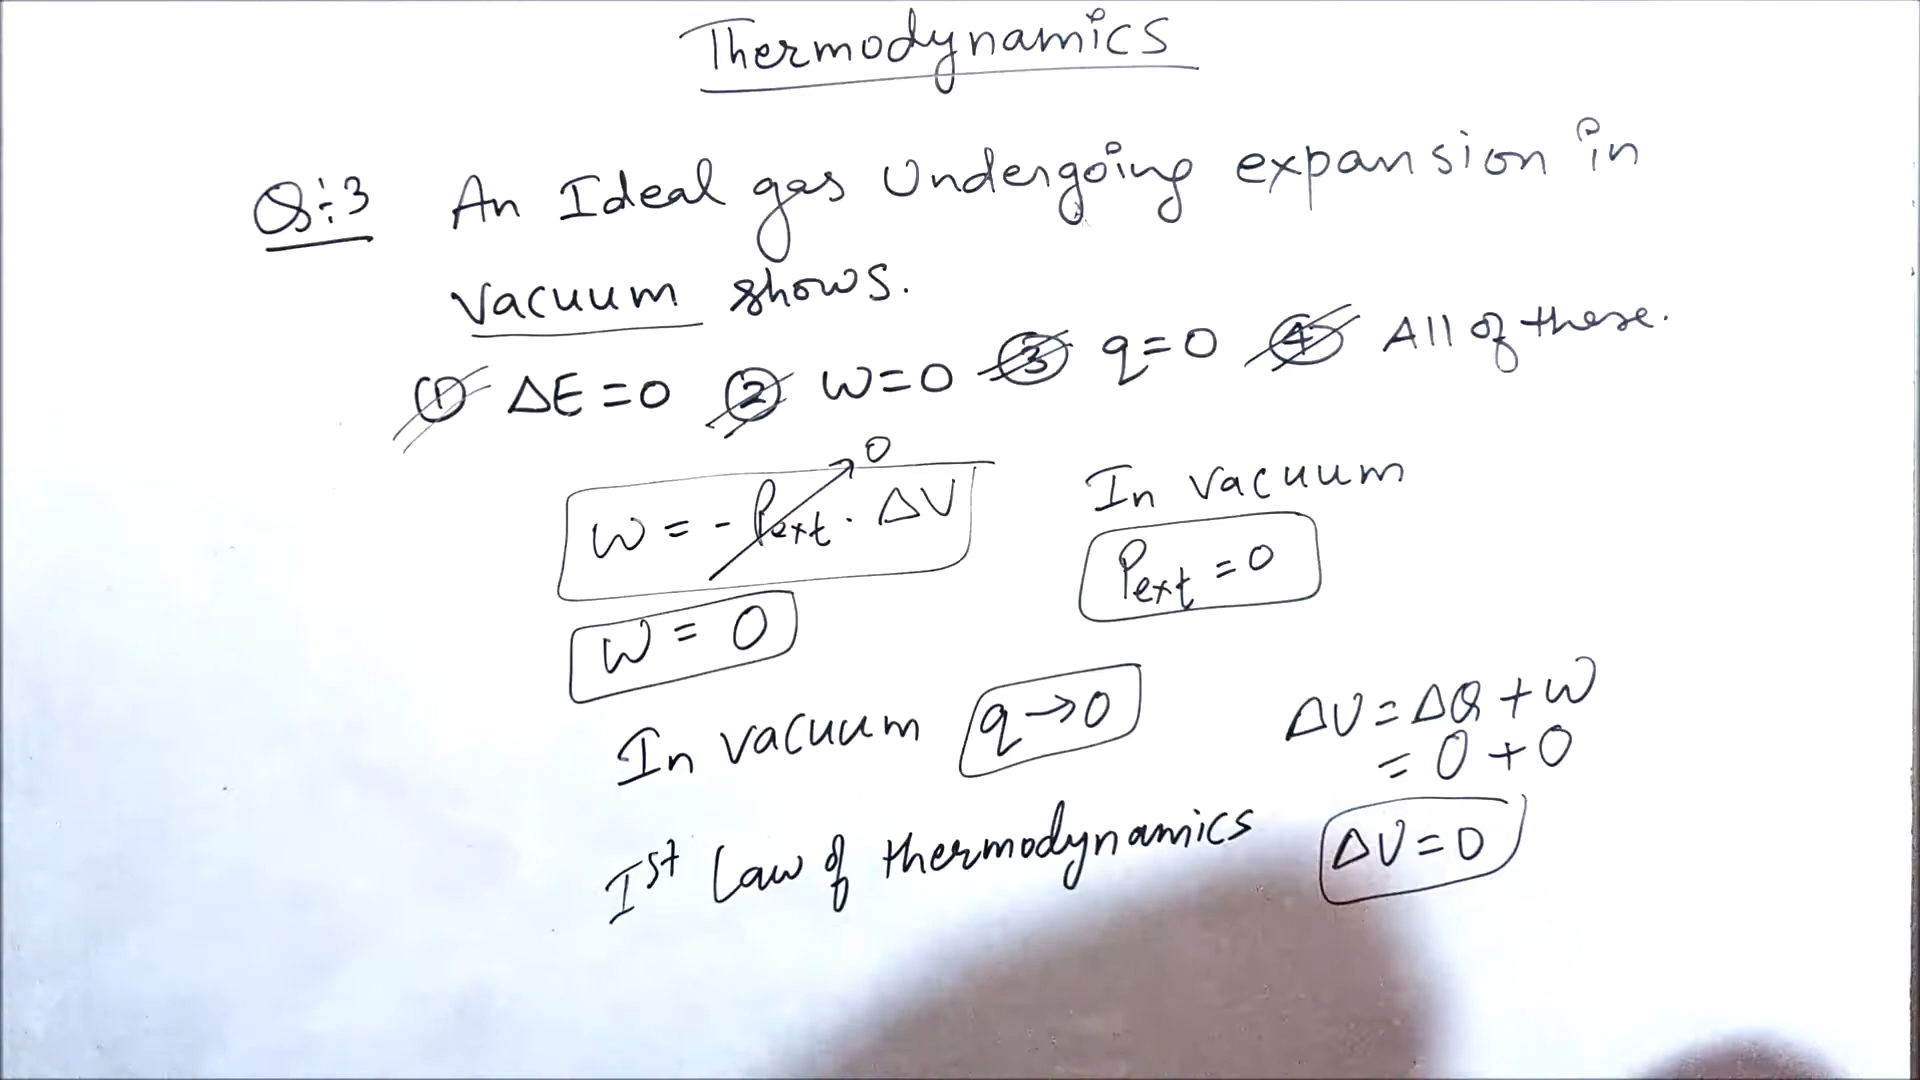 Thermodynamics
Q:3 An Ideal gas Undergoing expansion in
vacuum shows.
① ΔE=0 ② W=0 ③ q=0 ④ All of these.
W = - Pext. ΔV 0
In vacuum
Pext = 0
W = 0
In vacuum q→0
ΔU = ΔQ + W
= 0 + 0
Ist Law of thermodynamics
ΔU=0